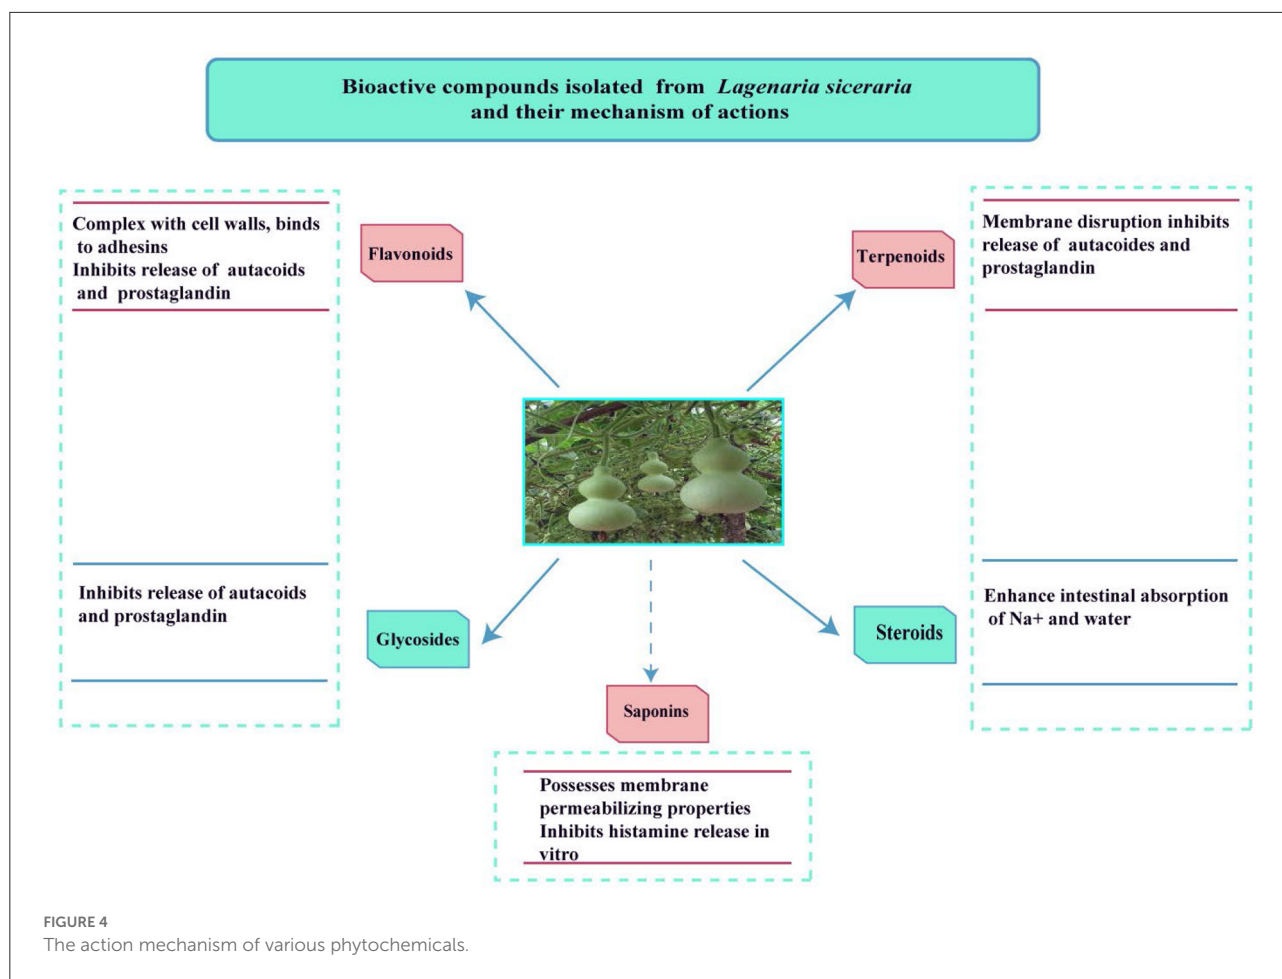 Bioactive compounds isolated from Lagenaria siceraria
and their mechanism of actions
Complex with cell walls, binds
to adhesins
Inhibits release of autacoids
and prostaglandin
Flavonoids
Terpenoids
Membrane disruption inhibits
release of autacoides and
prostaglandin
Inhibits release of autacoids
and prostaglandin
Glycosides
Steroids
Enhance intestinal absorption
of Na+ and water
Saponins
Possesses membrane
permeabilizing properties
Inhibits histamine release in
vitro
FIGURE 4
The action mechanism of various phytochemicals.